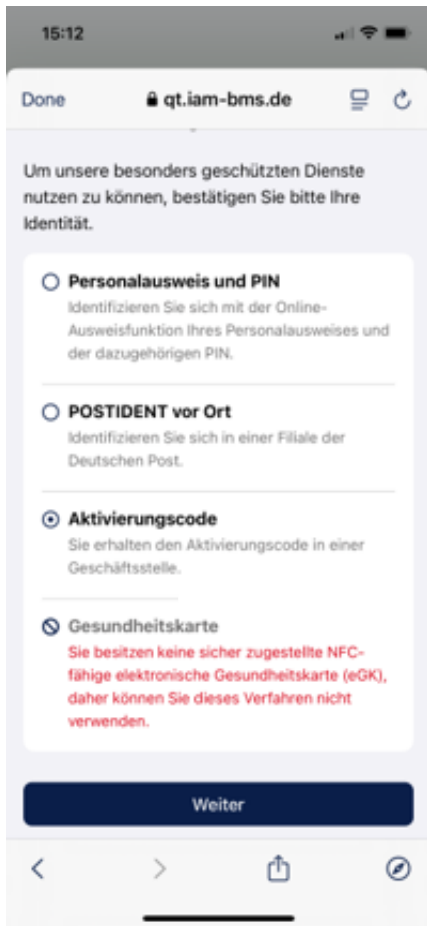 15:12
Done
qt.iam-bms.de
Um unsere besonders geschützten Dienste
nutzen zu können, bestätigen Sie bitte Ihre
Identität.
Personalausweis und PIN
Identifizieren Sie sich mit der Online-
Ausweisfunktion Ihres Personalausweises und
der dazugehörigen PIN.
POSTIDENT vor Ort
Identifizieren Sie sich in einer Filiale der
Deutschen Post.
Aktivierungscode
Sie erhalten den Aktivierungscode in einer
Geschäftsstelle.
Gesundheitskarte
Sie besitzen keine sicher zugestellte NFC-
fähige elektronische Gesundheitskarte (eGK),
daher können Sie dieses Verfahren nicht
verwenden.
Weiter